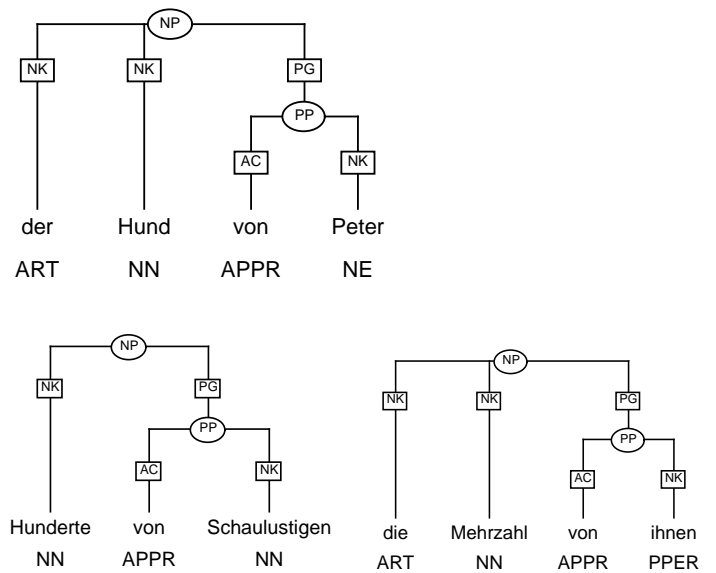 NP
NK NK PG
PP
AC NK
der Hund von Peter
ART NN APPR NE
NP
NK PG
PP
AC NK
Hunderte von Schaulustigen
NN APPR NN
NP
NK NK PG
PP
AC NK
die Mehrzahl von ihnen
ART NN APPR PPER